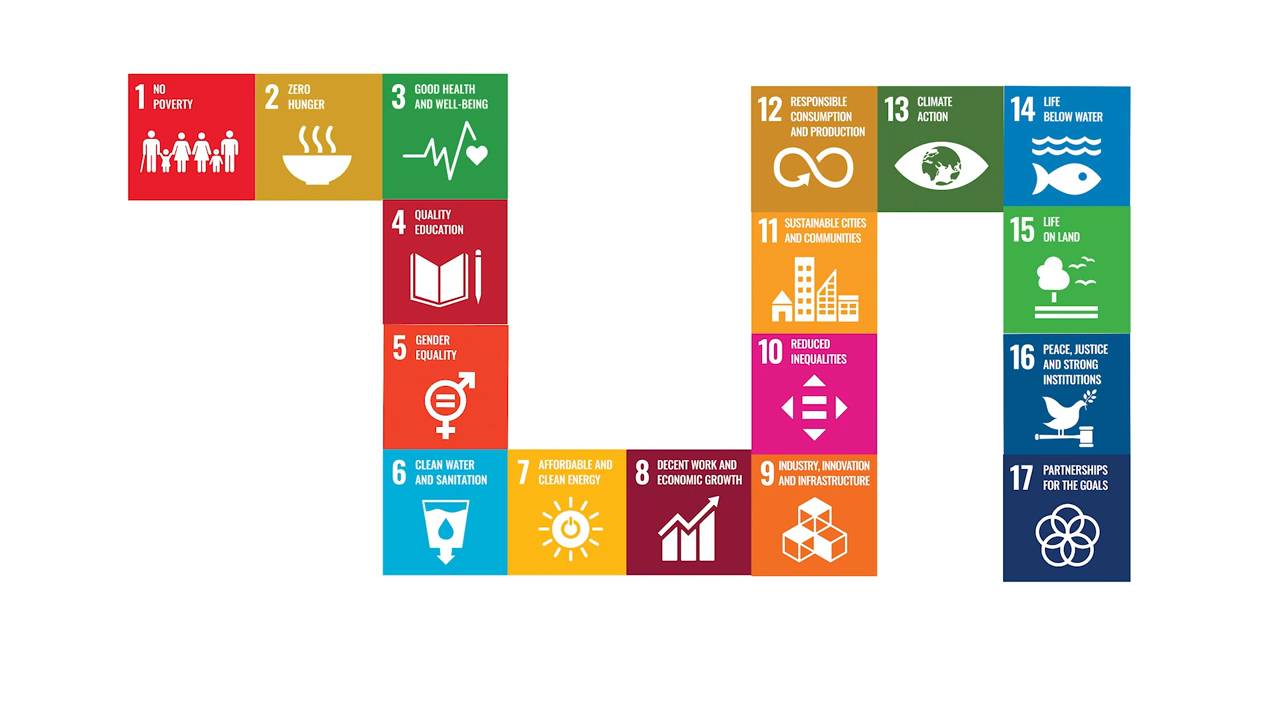 1 NO
POVERTY
2 ZERO
HUNGER
3 GOOD HEALTH
AND WELL-BEING
4 QUALITY
EDUCATION
5 GENDER
EQUALITY
6 CLEAN WATER
AND SANITATION
7 AFFORDABLE AND
CLEAN ENERGY
8 DECENT WORK AND
ECONOMIC GROWTH
9 INDUSTRY, INNOVATION
AND INFRASTRUCTURE
10 REDUCED
INEQUALITIES
11 SUSTAINABLE CITIES
AND COMMUNITIES
12 RESPONSIBLE
CONSUMPTION
AND PRODUCTION
13 CLIMATE
ACTION
14 LIFE
BELOW WATER
15 LIFE
ON LAND
16 PEACE, JUSTICE
AND STRONG
INSTITUTIONS
17 PARTNERSHIPS
FOR THE GOALS